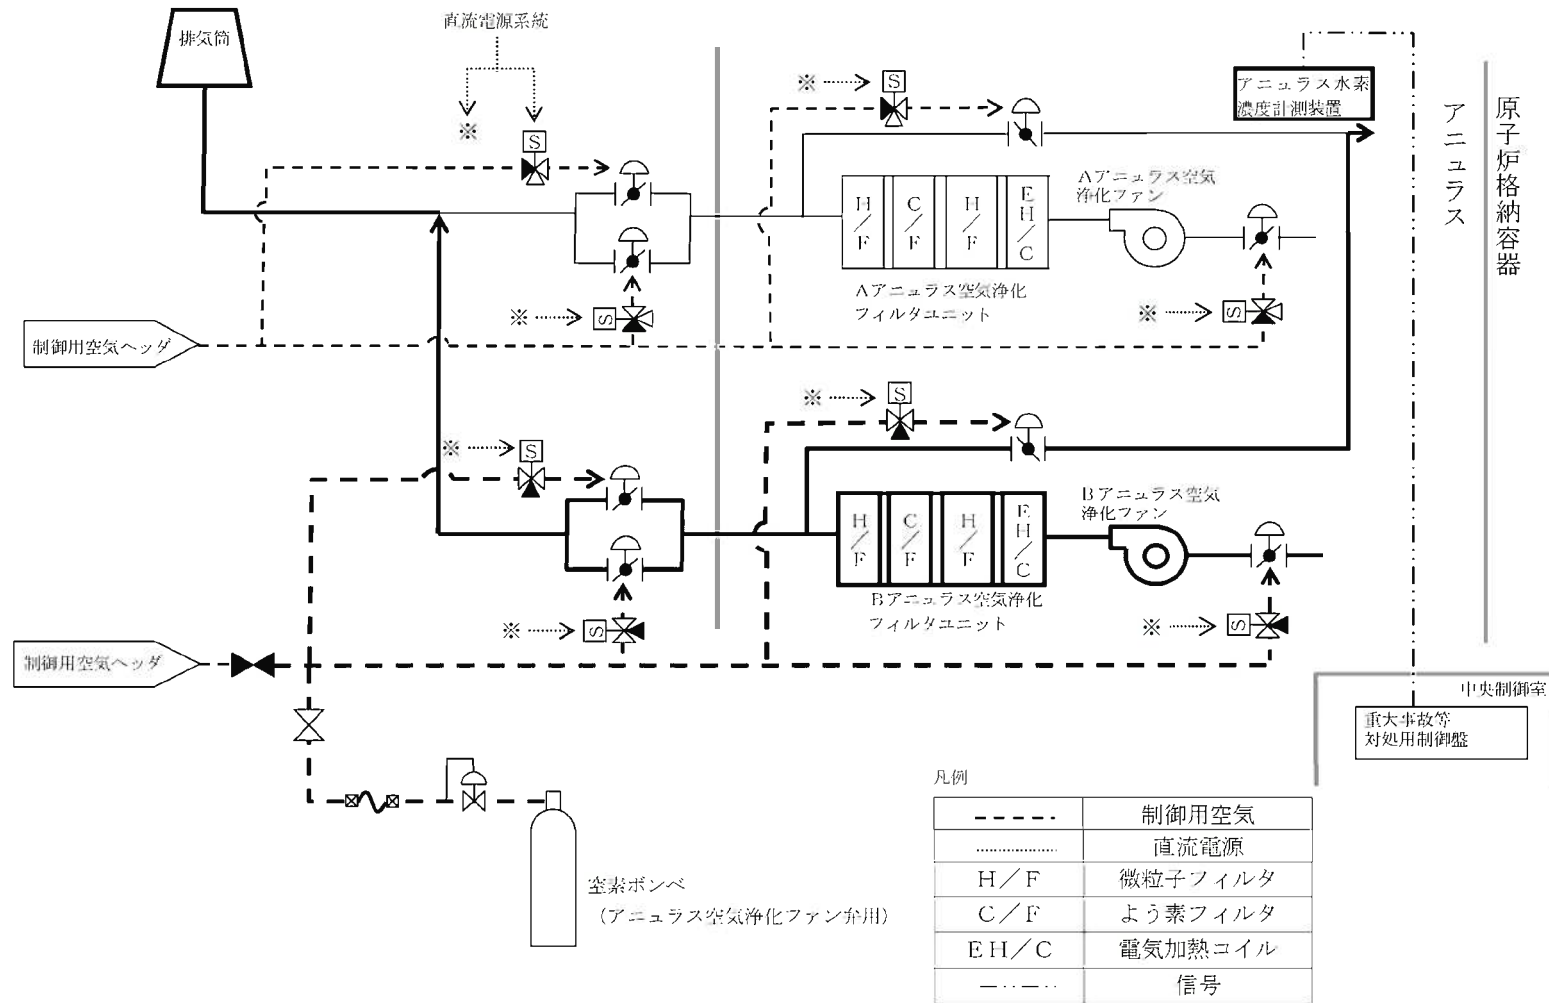 排気筒
直流電源系統
※
S
※
S
アニュラス水素
濃度計測装置
アニュラス
原子炉格納容器
※
S
H/F
C/F
H/F
EH/C
Aアニュラス空気
浄化ファン
Aアニュラス空気浄化
フィルタユニット
※
S
※
S
制御用空気ヘッダ
※
S
※
S
H/F
C/F
H/F
EH/C
Bアニュラス空気
浄化ファン
Bアニュラス空気浄化
フィルタユニット
※
S
※
S
制御用空気ヘッダ
中央制御室
重大事故等
対処用制御盤
窒素ボンベ
(アニュラス空気浄化ファン弁用)
凡例
制御用空気
直流電源
H/F 微粒子フィルタ
C/F よう素フィルタ
EH/C 電気加熱コイル
信号